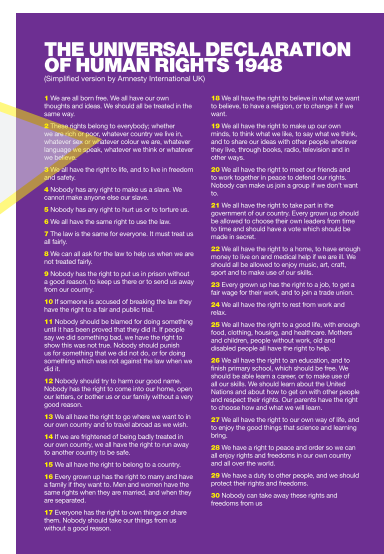 THE UNIVERSAL DECLARATION
OF HUMAN RIGHTS 1948
(Simplified version by Amnesty International UK)
1 We are all born free. We all have our own
thoughts and ideas. We should all be treated in the
same way.
2 These rights belong to everybody; whether
we are rich or poor, whatever country we live in,
whatever sex or whatever colour we are, whatever
language we speak, whatever we think or whatever
we believe.
3 We all have the right to life, and to live in freedom
and safety.
4 Nobody has any right to make us a slave. We
cannot make anyone else our slave.
5 Nobody has any right to hurt us or to torture us.
6 We all have the same right to use the law.
7 The law is the same for everyone. It must treat us
all fairly.
8 We can all ask for the law to help us when we are
not treated fairly.
9 Nobody has the right to put us in prison without
a good reason, to keep us there or to send us away
from our country.
10 If someone is accused of breaking the law they
have the right to a fair and public trial.
11 Nobody should be blamed for doing something
until it has been proved that they did it. If people
say we did something bad, we have the right to
show this was not true. Nobody should punish
us for something that we did not do, or for doing
something which was not against the law when we
did it.
12 Nobody should try to harm our good name.
Nobody has the right to come into our home, open
our letters, or bother us or our family without a very
good reason.
13 We all have the right to go where we want to in
our own country and to travel abroad as we wish.
14 If we are frightened of being badly treated in
our own country, we all have the right to run away
to another country to be safe.
15 We all have the right to belong to a country.
16 Every grown up has the right to marry and have
a family if they want to. Men and women have the
same rights when they are married, and when they
are separated.
17 Everyone has the right to own things or share
them. Nobody should take our things from us
without a good reason.
18 We all have the right to believe in what we want
to believe, to have a religion, or to change it if we
want.
19 We all have the right to make up our own
minds, to think what we like, to say what we think,
and to share our ideas with other people wherever
they live, through books, radio, television and in
other ways.
20 We all have the right to meet our friends and
to work together in peace to defend our rights.
Nobody can make us join a group if we don't want
to.
21 We all have the right to take part in the
government of our country. Every grown up should
be allowed to choose their own leaders from time
to time and should have a vote which should be
made in secret.
22 We all have the right to a home, to have enough
money to live on and medical help if we are ill. We
should all be allowed to enjoy music, art, craft,
sport and to make use of our skills.
23 Every grown up has the right to a job, to get a
fair wage for their work, and to join a trade union.
24 We all have the right to rest from work and
relax.
25 We all have the right to a good life, with enough
food, clothing, housing, and healthcare. Mothers
and children, people without work, old and
disabled people all have the right to help.
26 We all have the right to an education, and to
finish primary school, which should be free. We
should be able to learn a career, or to make use of
all our skills. We should learn about the United
Nations and about how to get on with other people
and respect their rights. Our parents have the right
to choose how and what we will learn.
27 We all have the right to our own way of life, and
to enjoy the good things that science and learning
bring.
28 We have a right to peace and order so we can
all enjoy rights and freedoms in our own country
and all over the world.
29 We have a duty to other people, and we should
protect their rights and freedoms.
30 Nobody can take away these rights and
freedoms from us